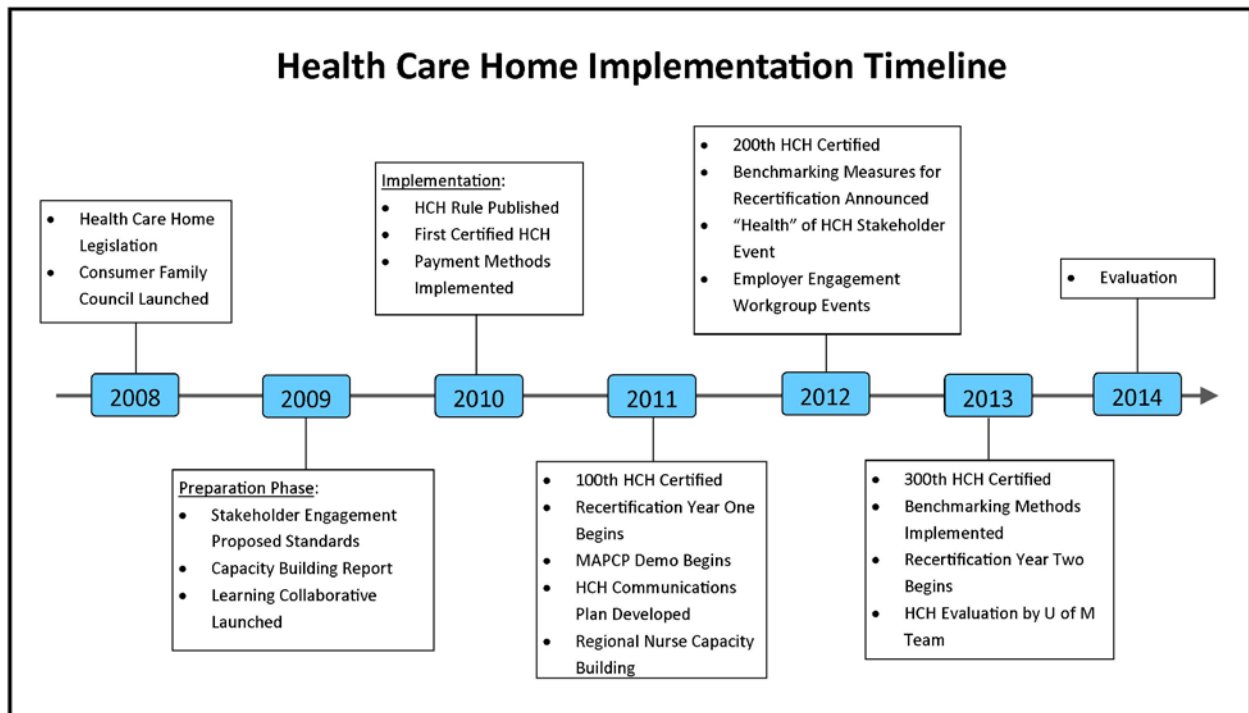 Health Care Home Implementation Timeline
• Health Care Home
Legislation
• Consumer Family
Council Launched
2008
Preparation Phase:
• Stakeholder Engagement
Proposed Standards
• Capacity Building Report
• Learning Collaborative
Launched
2009
Implementation:
• HCH Rule Published
• First Certified HCH
• Payment Methods
Implemented
2010
• 100th HCH Certified
• Recertification Year One
Begins
• MAPCP Demo Begins
• HCH Communications
Plan Developed
• Regional Nurse Capacity
Building
2011
• 200th HCH Certified
• Benchmarking Measures for
Recertification Announced
• “Health” of HCH Stakeholder
Event
• Employer Engagement
Workgroup Events
2012
• 300th HCH Certified
• Benchmarking Methods
Implemented
• Recertification Year Two
Begins
• HCH Evaluation by U of M
Team
2013
• Evaluation
2014